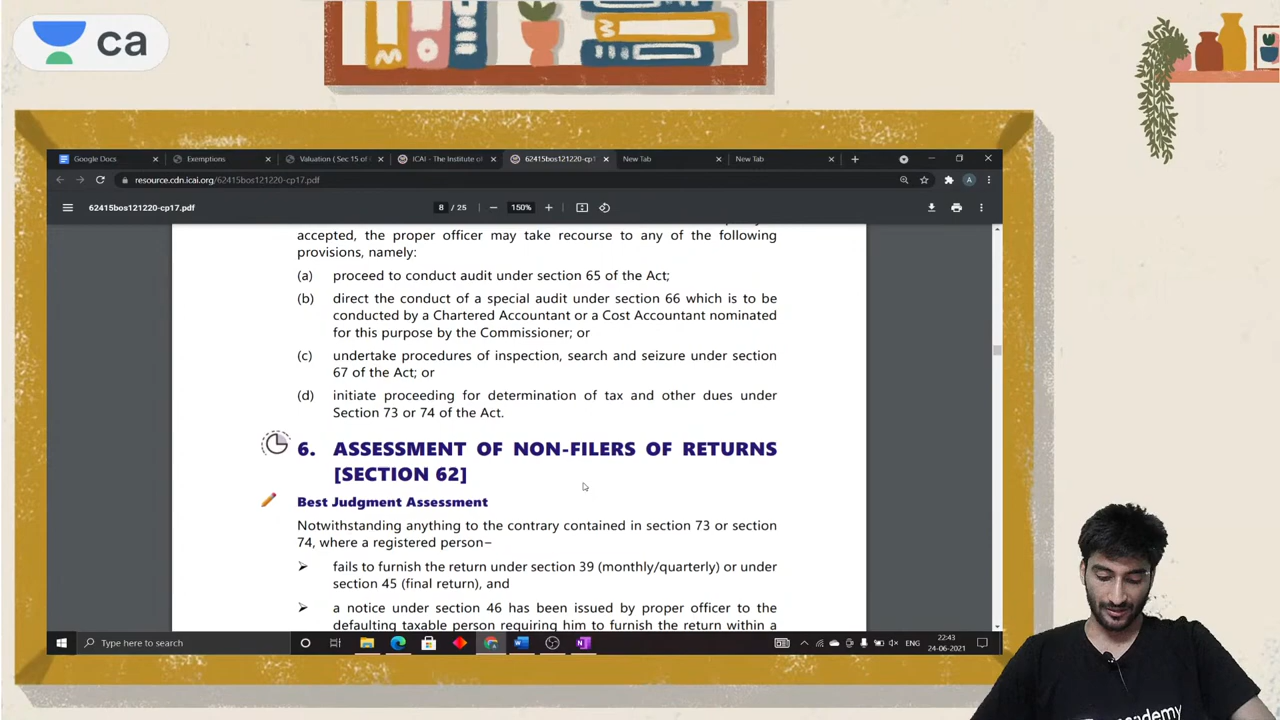 ca
Google Docs
Exemptions
Valuation ( Sec 15 of
ICAI - The Institute of
62415bos121220-cp1
New Tab
New Tab
resource.cdn.icai.org/62415bos121220-cp17.pdf
62415bos121220-cp17.pdf
8 / 25
150%
accepted, the proper officer may take recourse to any of the following
provisions, namely:
(a) proceed to conduct audit under section 65 of the Act;
(b) direct the conduct of a special audit under section 66 which is to be
conducted by a Chartered Accountant or a Cost Accountant nominated
for this purpose by the Commissioner; or
(c) undertake procedures of inspection, search and seizure under section
67 of the Act; or
(d) initiate proceeding for determination of tax and other dues under
Section 73 or 74 of the Act.
6. ASSESSMENT OF NON-FILERS OF RETURNS
[SECTION 62]
Best Judgment Assessment
Notwithstanding anything to the contrary contained in section 73 or section
74, where a registered person–
fails to furnish the return under section 39 (monthly/quarterly) or under
section 45 (final return), and
a notice under section 46 has been issued by proper officer to the
defaulting taxable person requiring him to furnish the return within a
Type here to search
ENG
22:43
24-06-2021